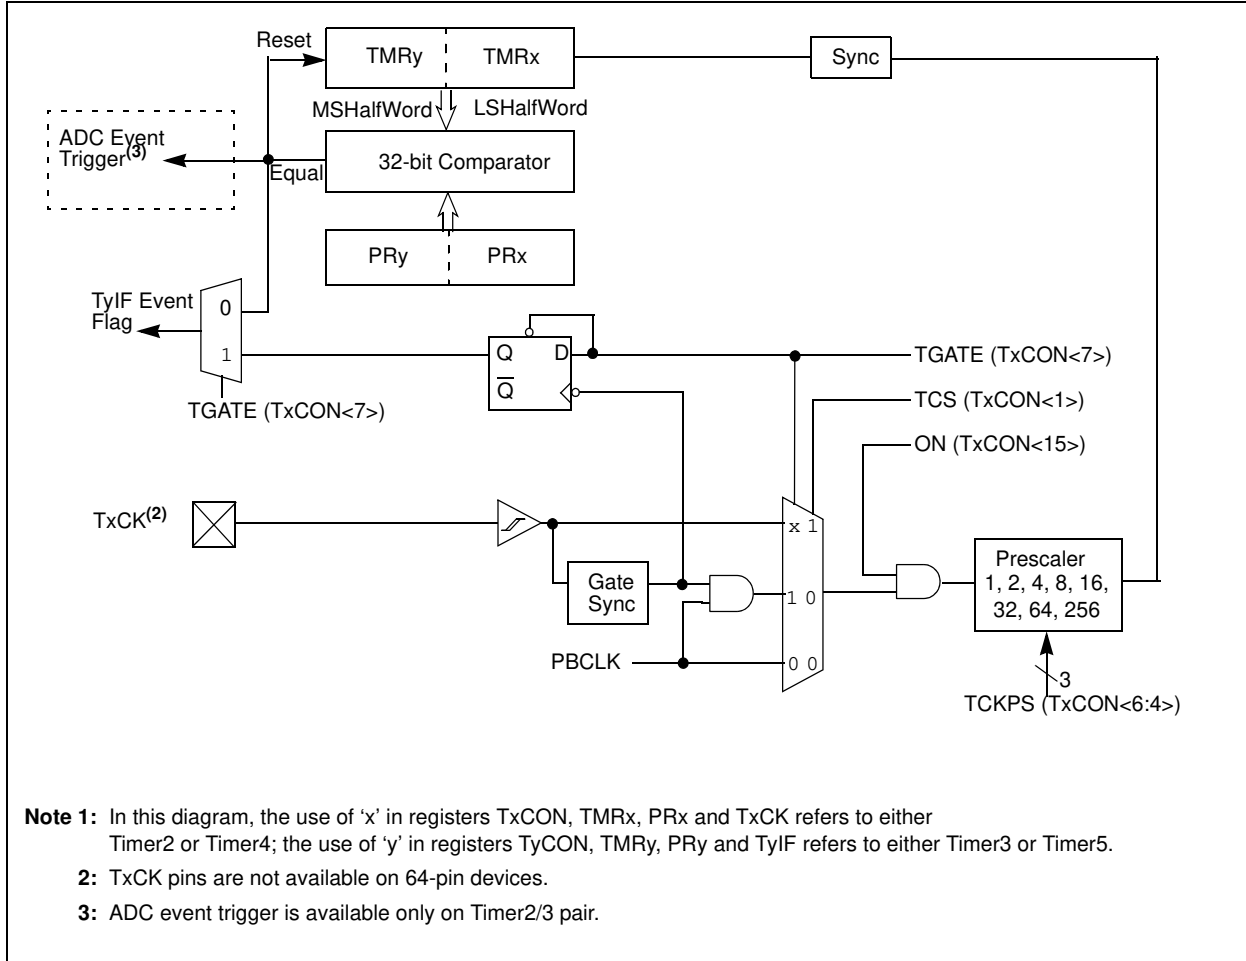 Reset
TMRy
TMRx
Sync
MSHalfWord
LSHalfWord
ADC Event
Trigger(3)
Equal
32-bit Comparator
PRy
PRx
TyIF Event
Flag
0
1
Q
D
Q
TGATE (TxCON<7>)
TGATE (TxCON<7>)
TCS (TxCON<1>)
ON (TxCON<15>)
TxCK(2)
x 1
Gate
Sync
1 0
Prescaler
1, 2, 4, 8, 16,
32, 64, 256
PBCLK
0 0
3
TCKPS (TxCON<6:4>)
Note 1: In this diagram, the use of ‘x’ in registers TxCON, TMRx, PRx and TxCK refers to either
Timer2 or Timer4; the use of ‘y’ in registers TyCON, TMRy, PRy and TyIF refers to either Timer3 or Timer5.
2: TxCK pins are not available on 64-pin devices.
3: ADC event trigger is available only on Timer2/3 pair.